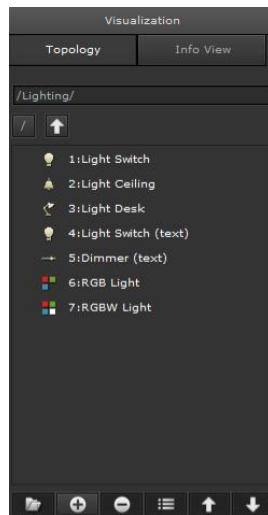 Visualization
Topology Info View
/Lighting/
/
1:Light Switch
2:Light Ceiling
3:Light Desk
4:Light Switch (text)
5:Dimmer (text)
6:RGB Light
7:RGBW Light